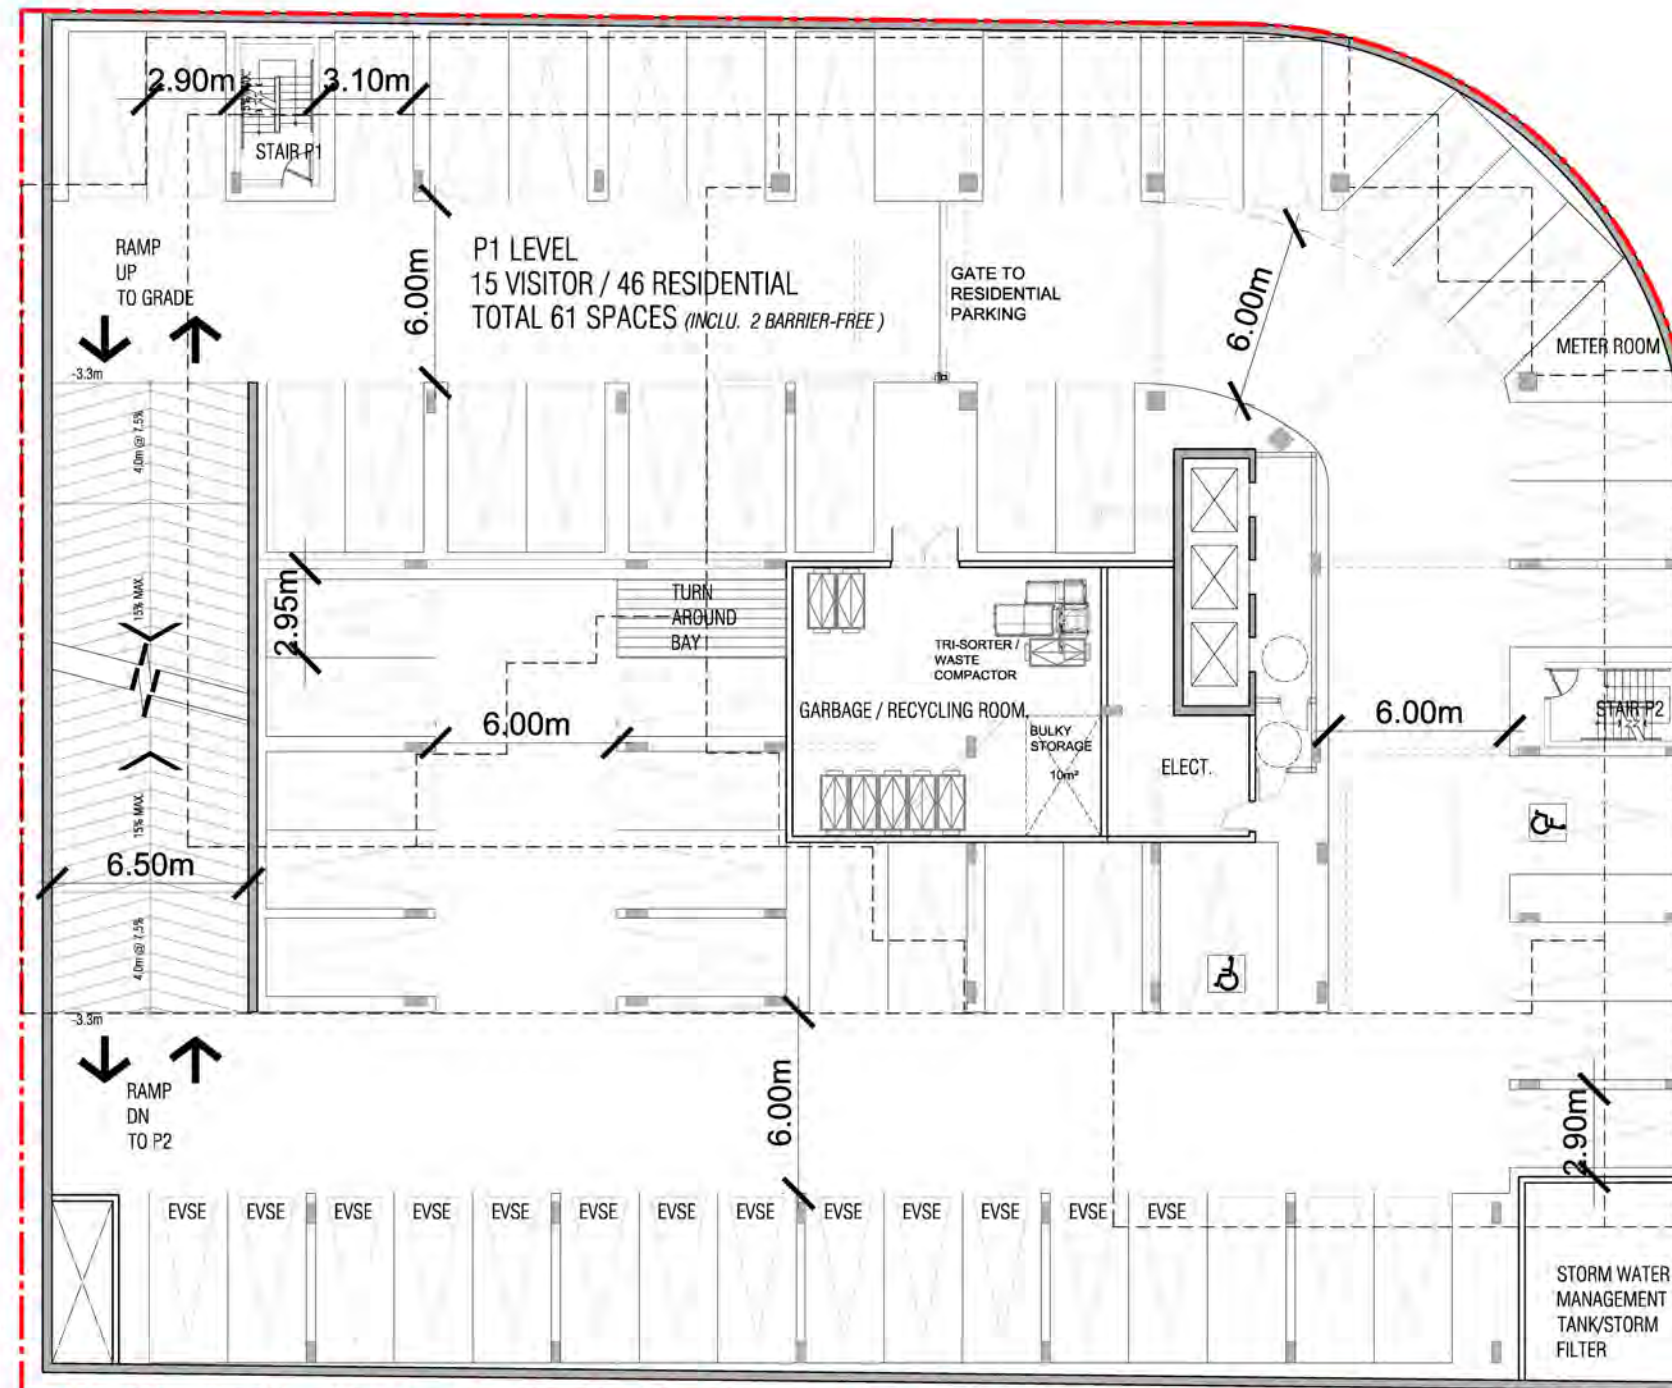 2.90m
3.10m
STAIR P1
RAMP
UP
TO GRADE
-3.3m
6.00m
P1 LEVEL
15 VISITOR / 46 RESIDENTIAL
TOTAL 61 SPACES (INCLU. 2 BARRIER-FREE )
GATE TO
RESIDENTIAL
PARKING
6.00m
METER ROOM
4.0m @ 7.5%
15% MAX.
2.95m
TURN
AROUND
BAY
TRI-SORTER /
WASTE
COMPACTOR
GARBAGE / RECYCLING ROOM
BULKY
STORAGE
10m²
ELECT.
6.00m
6.00m
STAIR P2
15% MAX.
6.50m
4.0m @ 7.5%
-3.3m
RAMP
DN
TO P2
6.00m
2.90m
EVSE EVSE EVSE EVSE EVSE EVSE EVSE EVSE EVSE EVSE EVSE EVSE EVSE
STORM WATER
MANAGEMENT
TANK/STORM
FILTER